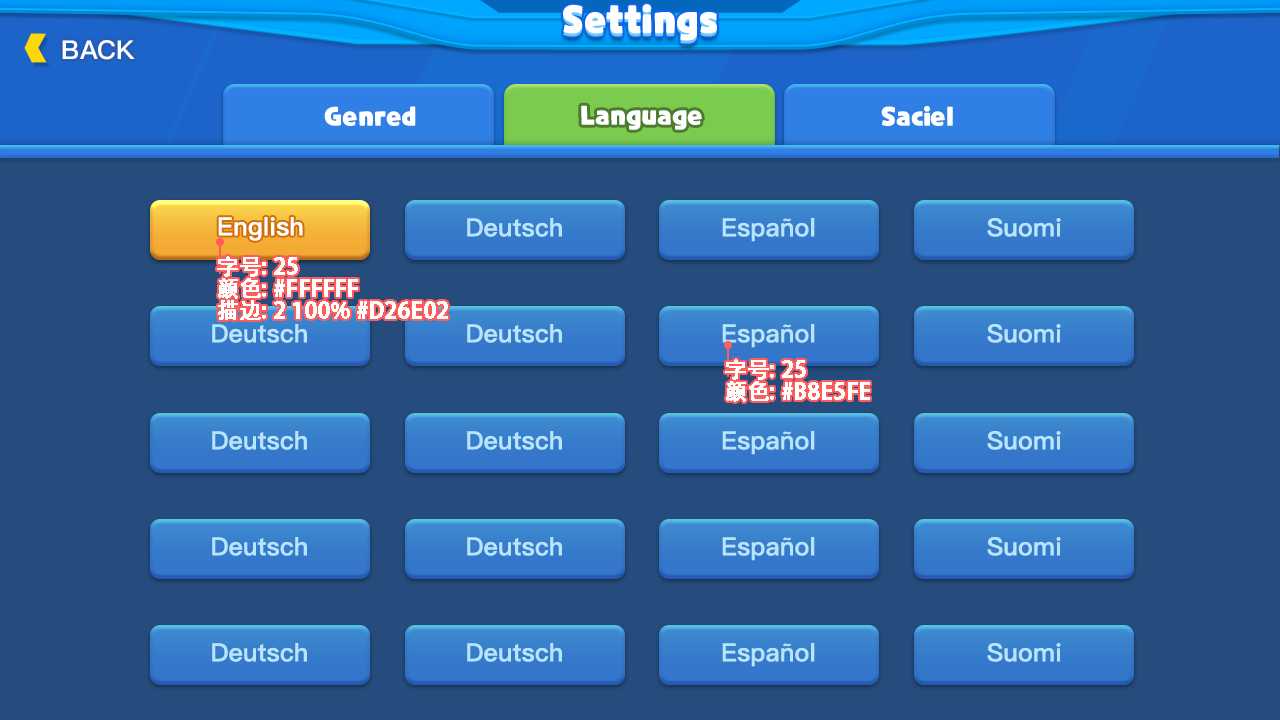 Settings
BACK
Genred
Language
Saciel
English
Deutsch
Español
Suomi
字号: 25
颜色: #FFFFFF
描边: 2 100% #D26E02
Deutsch
Deutsch
Español
Suomi
字号: 25
颜色: #B8E5FE
Deutsch
Deutsch
Español
Suomi
Deutsch
Deutsch
Español
Suomi
Deutsch
Deutsch
Español
Suomi